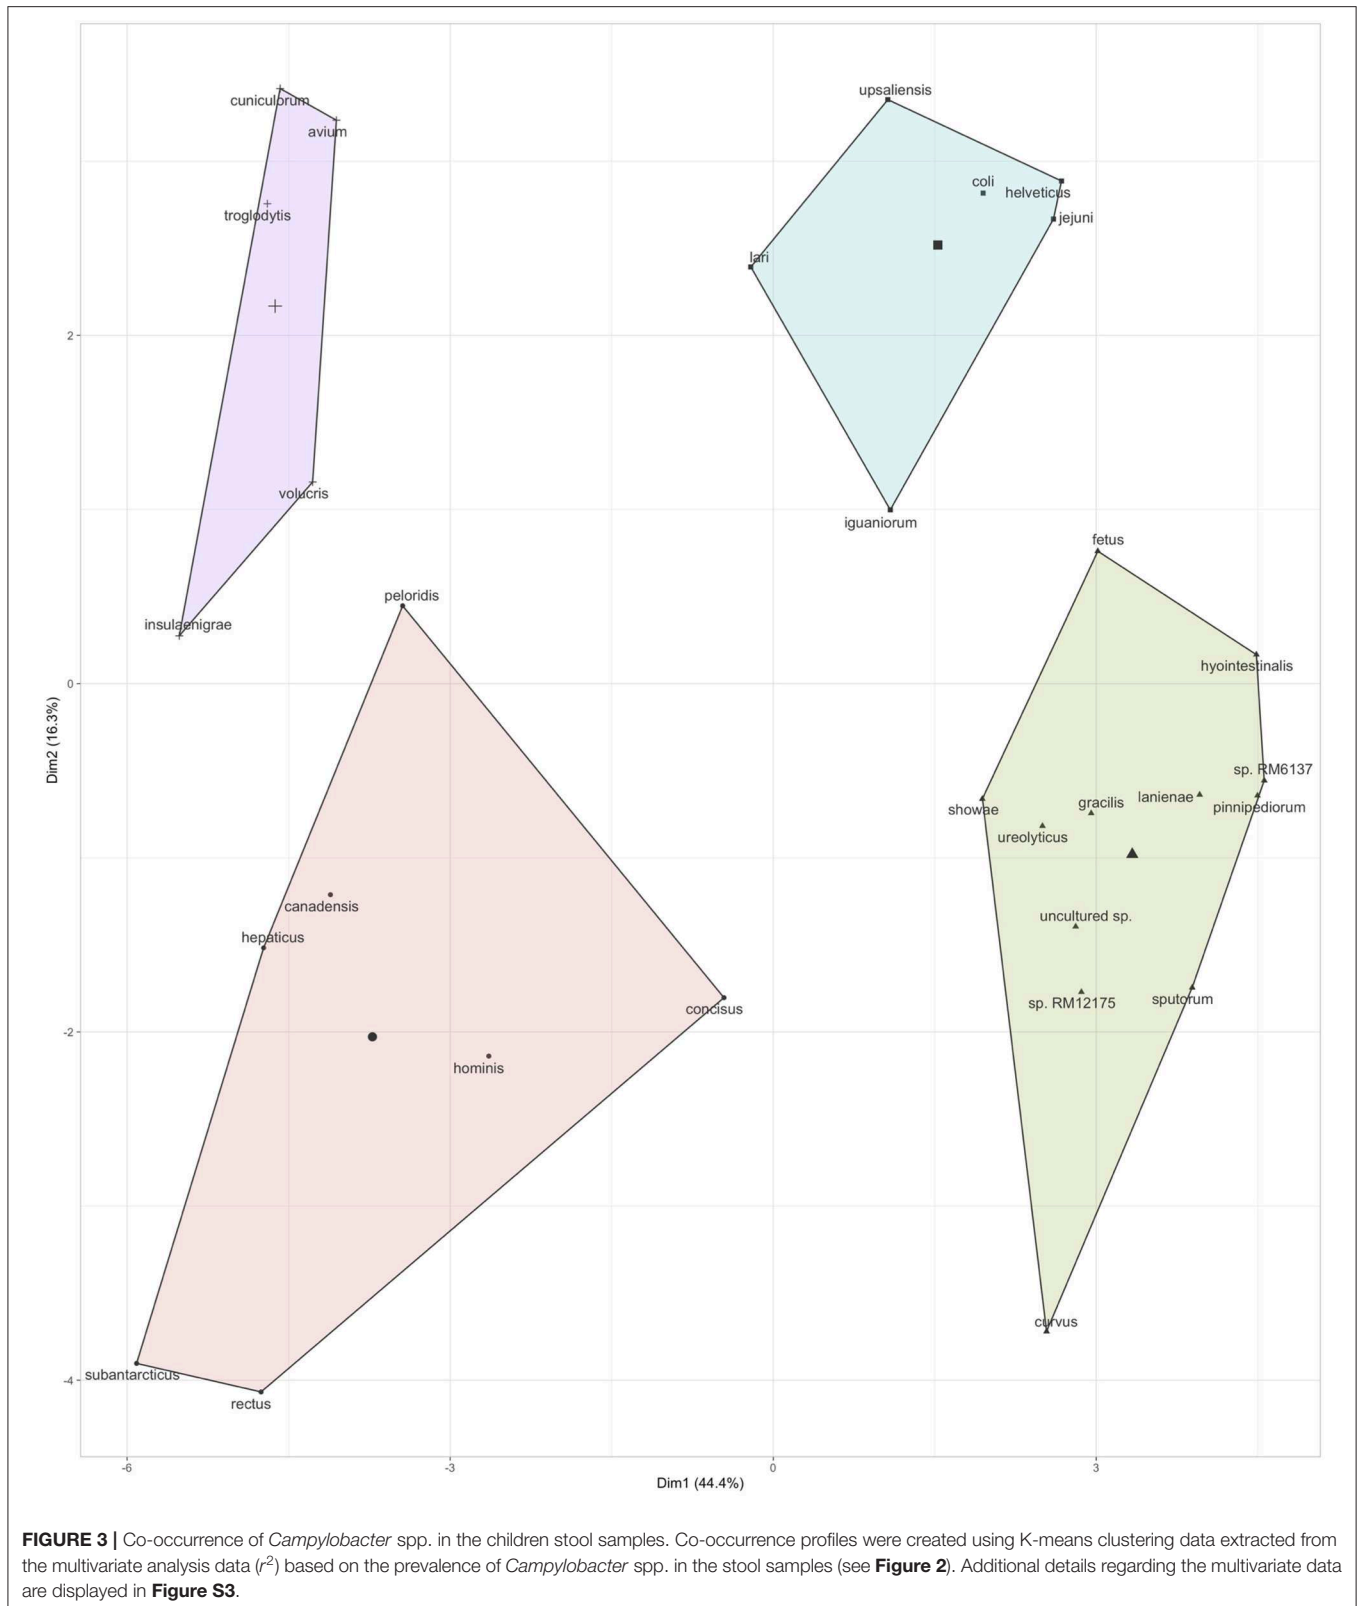 cuniculorum
avium
troglodytis
volucris
insulaenigrae
upsaliensis
coli
helveticus
jejuni
lari
iguaniorum
fetus
hyointestinalis
sp. RM6137
pinnipediorum
lanienae
gracilis
showae
ureolyticus
uncultured sp.
sp. RM12175
sputorum
curvus
peloridis
canadensis
hepaticus
concisus
hominis
subantarcticus
rectus
2
0
-2
-4
Dim2 (16.3%)
-6
-3
0
3
Dim1 (44.4%)
FIGURE 3 | Co-occurrence of Campylobacter spp. in the children stool samples. Co-occurrence profiles were created using K-means clustering data extracted from
the multivariate analysis data (r²) based on the prevalence of Campylobacter spp. in the stool samples (see Figure 2). Additional details regarding the multivariate data
are displayed in Figure S3.